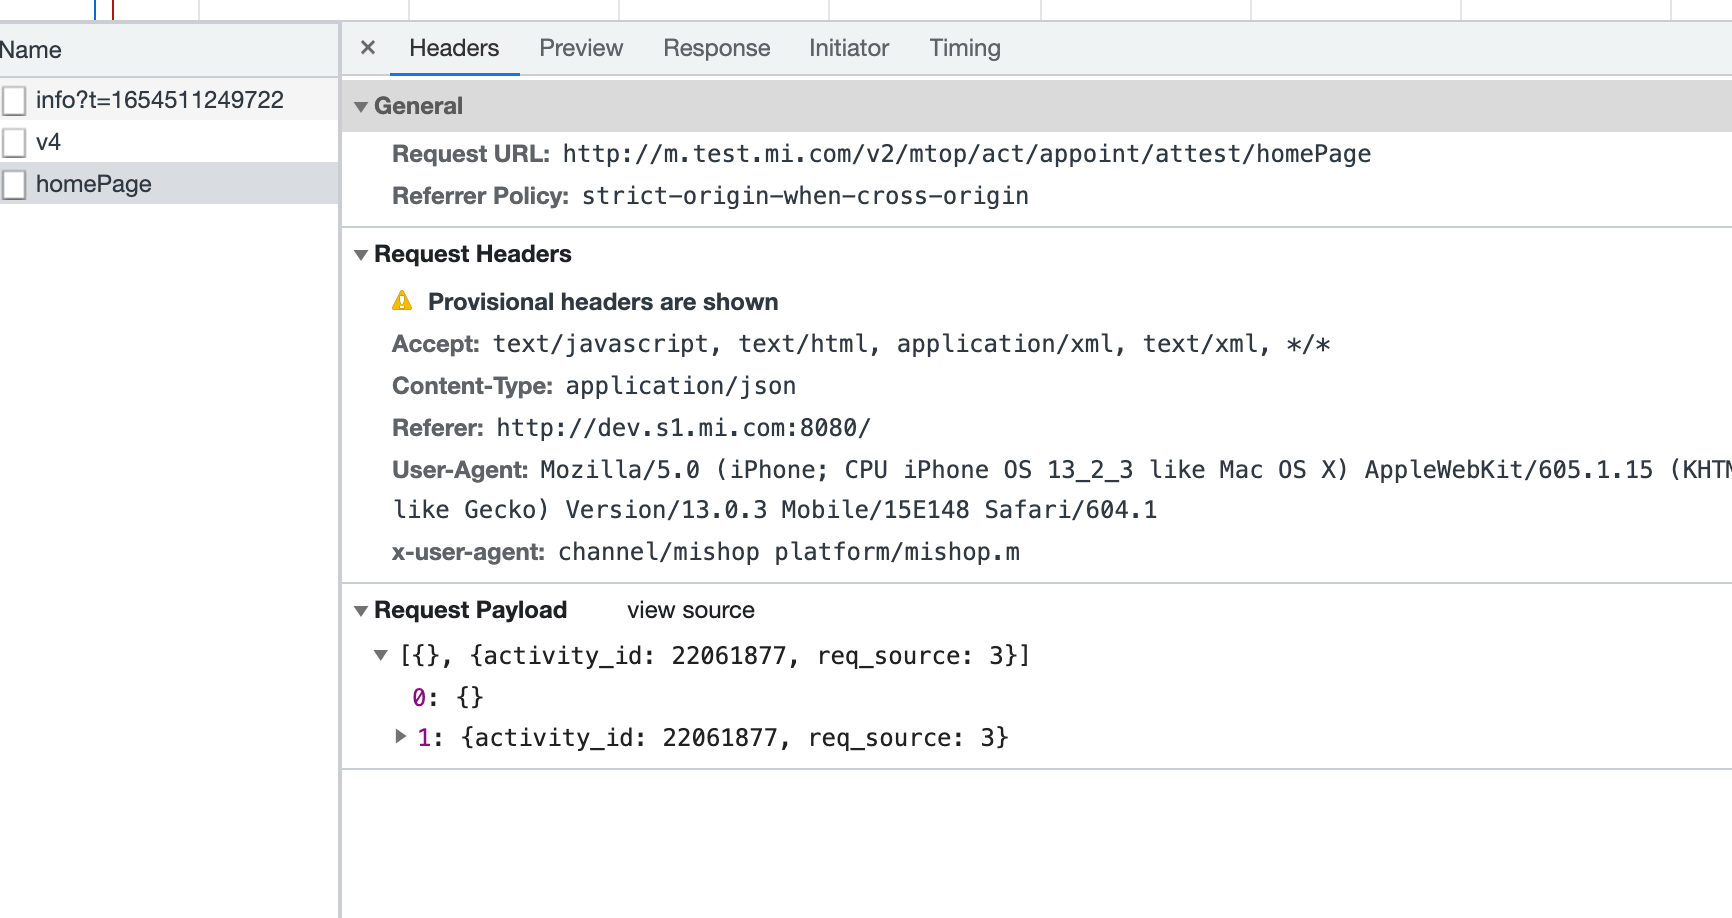 Name
info?t=1654511249722
v4
homePage
× Headers Preview Response Initiator Timing
General
Request URL: http://m.test.mi.com/v2/mtop/act/appoint/attest/homePage
Referrer Policy: strict-origin-when-cross-origin
Request Headers
Provisional headers are shown
Accept: text/javascript, text/html, application/xml, text/xml, */*
Content-Type: application/json
Referer: http://dev.s1.mi.com:8080/
User-Agent: Mozilla/5.0 (iPhone; CPU iPhone OS 13_2_3 like Mac OS X) AppleWebKit/605.1.15 (KHTM
like Gecko) Version/13.0.3 Mobile/15E148 Safari/604.1
x-user-agent: channel/mishop platform/mishop.m
Request Payload view source
[{}, {activity_id: 22061877, req_source: 3}]
0: {}
1: {activity_id: 22061877, req_source: 3}